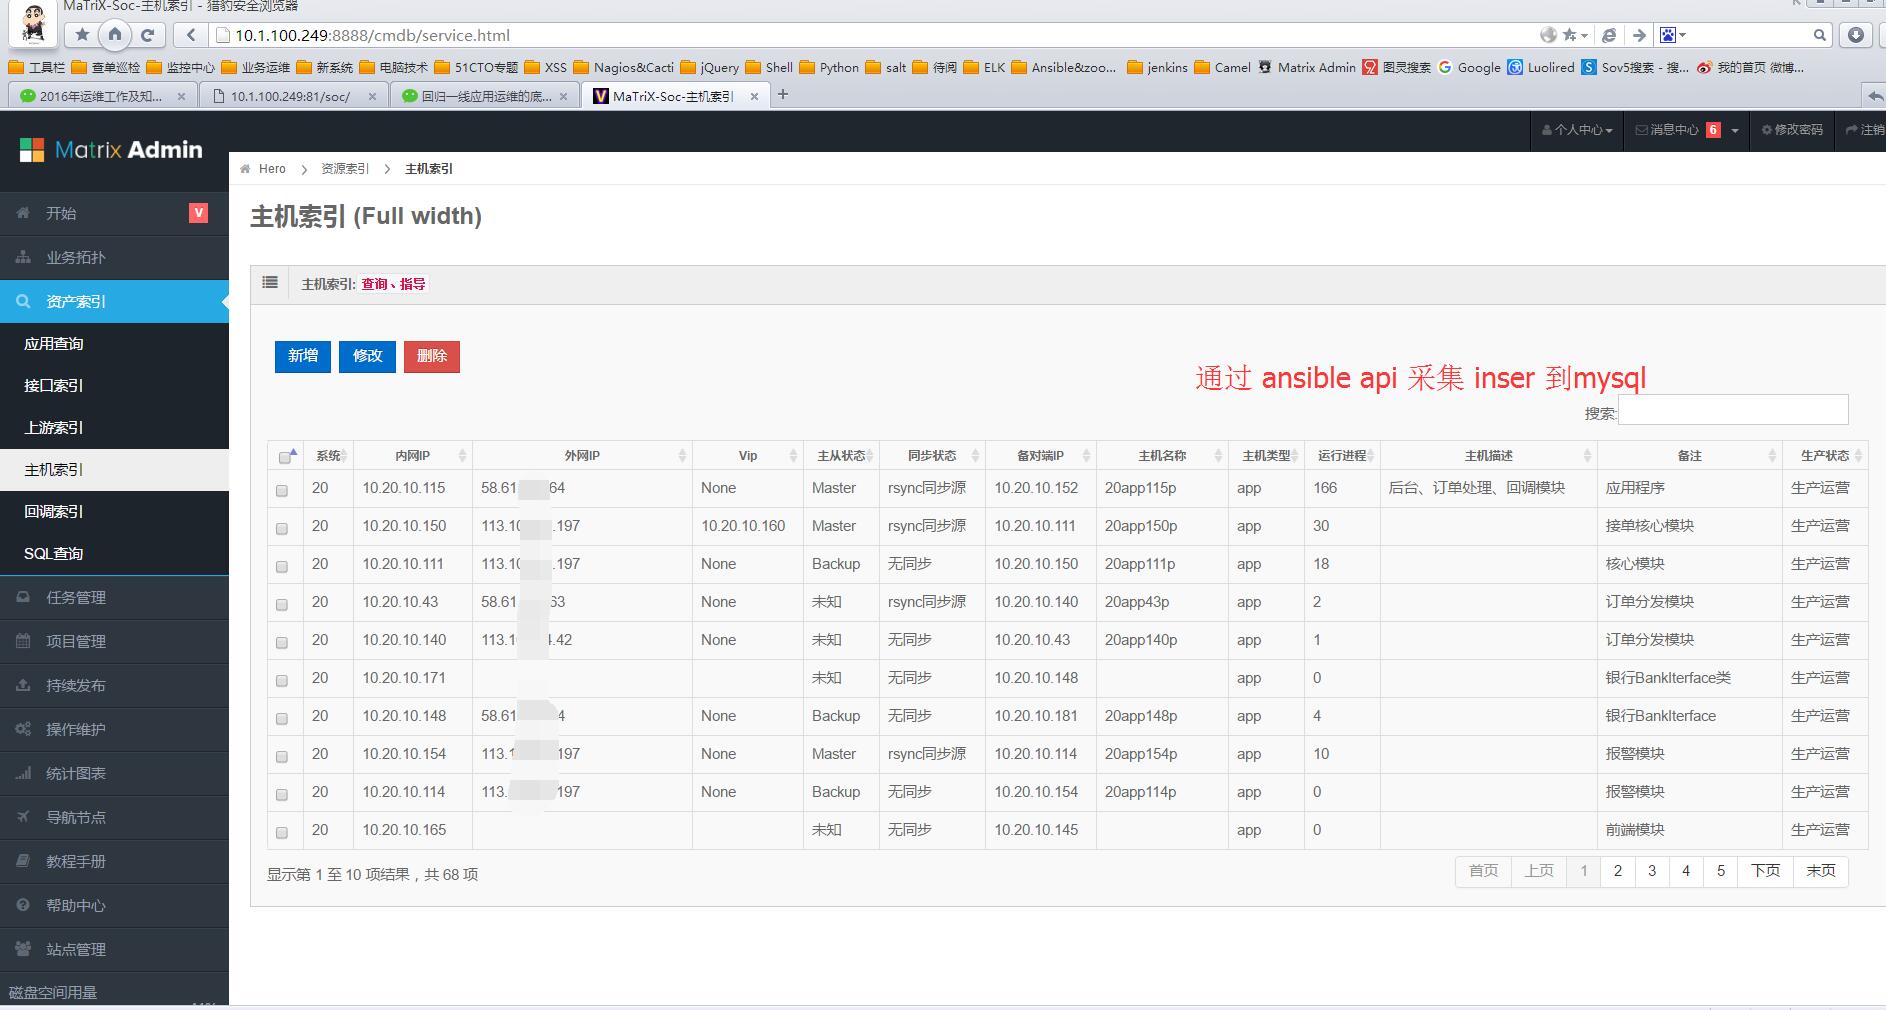 MaTriX-Soc-主机索引 - 猎豹安全浏览器
10.1.100.249:8888/cmdb/service.html
工具栏 查单巡检 监控中心 业务运维 新系统 电脑技术 51CTO专题 XSS Nagios&Cacti jQuery Shell Python salt 待阅 ELK Ansible&zoo... jenkins Camel Matrix Admin 图灵搜索 Google Luolired Sov5搜索 - 搜... 我的首页 微博...
2016年运维工作及知... 10.1.100.249:81/soc/ 回归一线应用运维的底... MaTriX-Soc-主机索引
Matrix Admin
个人中心 消息中心 6 修改密码 注销
Hero 资源索引 主机索引
开始 V
业务拓扑
资产索引
应用查询
接口索引
上游索引
主机索引
回调索引
SQL查询
任务管理
项目管理
持续发布
操作维护
统计图表
导航节点
教程手册
帮助中心
站点管理
磁盘空间用量
主机索引 (Full width)
主机索引: 查询、指导
新增 修改 删除
通过 ansible api 采集 inser 到mysql
搜索:
系统 内网IP 外网IP Vip 主从状态 同步状态 备对端IP 主机名称 主机类型 运行进程 主机描述 备注 生产状态
20 10.20.10.115 58.61 64 None Master rsync同步源 10.20.10.152 20app115p app 166 后台、订单处理、回调模块 应用程序 生产运营
20 10.20.10.150 113.10 .197 10.20.10.160 Master rsync同步源 10.20.10.111 20app150p app 30 接单核心模块 生产运营
20 10.20.10.111 113.10 .197 None Backup 无同步 10.20.10.150 20app111p app 18 核心模块 生产运营
20 10.20.10.43 58.61 63 None 未知 rsync同步源 10.20.10.140 20app43p app 2 订单分发模块 生产运营
20 10.20.10.140 113.1 4.42 None 未知 无同步 10.20.10.43 20app140p app 1 订单分发模块 生产运营
20 10.20.10.171 未知 无同步 10.20.10.148 app 0 银行BankIterface类 生产运营
20 10.20.10.148 58.61 4 None Backup 无同步 10.20.10.181 20app148p app 4 银行BankIterface 生产运营
20 10.20.10.154 113.1 197 None Master rsync同步源 10.20.10.114 20app154p app 10 报警模块 生产运营
20 10.20.10.114 113. 197 None Backup 无同步 10.20.10.154 20app114p app 0 报警模块 生产运营
20 10.20.10.165 未知 无同步 10.20.10.145 app 0 前端模块 生产运营
显示第 1 至 10 项结果，共 68 项
首页 上页 1 2 3 4 5 下页 末页